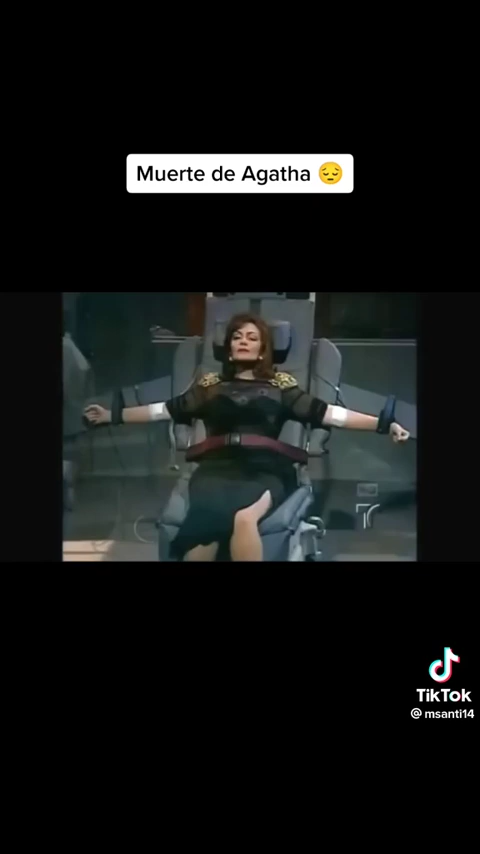 Muerte de Agatha 😔
TikTok
@ msanti14